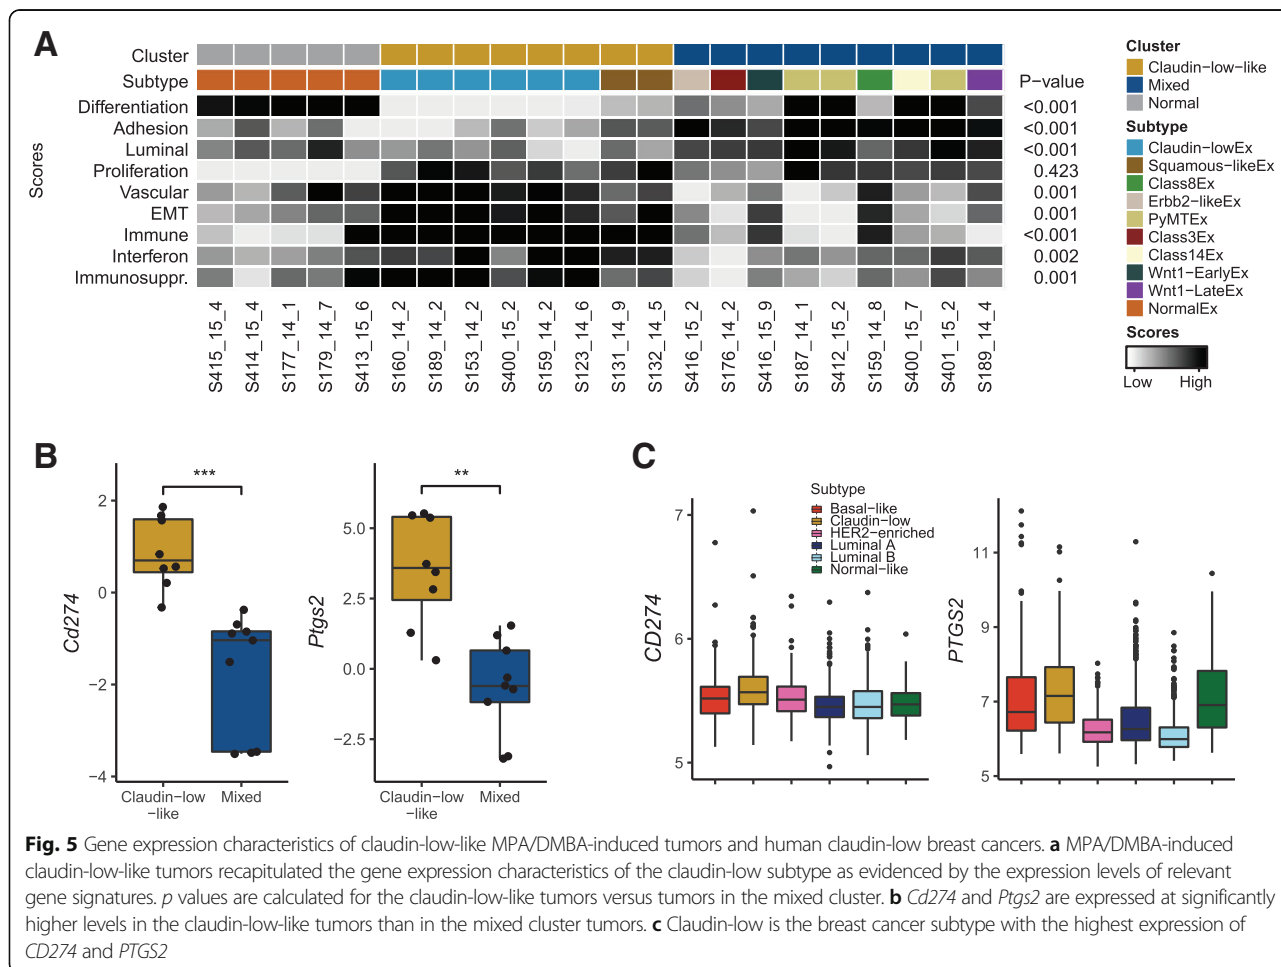 A
Cluster
Subtype
P−value
Differentiation
<0.001
Adhesion
<0.001
Luminal
<0.001
Proliferation
0.423
Vascular
0.001
EMT
0.001
Immune
<0.001
Interferon
0.002
Immunosuppr.
0.001
Scores
S415_15_4
S414_15_4
S177_14_1
S179_14_7
S413_15_6
S160_14_2
S189_14_2
S153_14_2
S400_15_2
S159_14_2
S123_14_6
S131_14_9
S132_14_5
S416_15_2
S176_14_2
S416_15_9
S187_14_1
S412_15_2
S159_14_8
S400_15_7
S401_15_2
S189_14_4
Cluster
Claudin−low−like
Mixed
Normal
Subtype
Claudin−lowEx
Squamous−likeEx
Class8Ex
Erbb2−likeEx
PyMTEx
Class3Ex
Class14Ex
Wnt1−EarlyEx
Wnt1−LateEx
NormalEx
Scores
Low High
B
Cd274
2
0
−2
−4
***
Claudin−low
−like
Mixed
Ptgs2
5.0
2.5
0.0
−2.5
**
Claudin−low
−like
Mixed
C
CD274
7
6
5
Subtype
Basal−like
Claudin−low
HER2−enriched
Luminal A
Luminal B
Normal−like
PTGS2
11
9
7
5
Fig. 5 Gene expression characteristics of claudin-low-like MPA/DMBA-induced tumors and human claudin-low breast cancers. a MPA/DMBA-induced
claudin-low-like tumors recapitulated the gene expression characteristics of the claudin-low subtype as evidenced by the expression levels of relevant
gene signatures. p values are calculated for the claudin-low-like tumors versus tumors in the mixed cluster. b Cd274 and Ptgs2 are expressed at significantly
higher levels in the claudin-low-like tumors than in the mixed cluster tumors. c Claudin-low is the breast cancer subtype with the highest expression of
CD274 and PTGS2